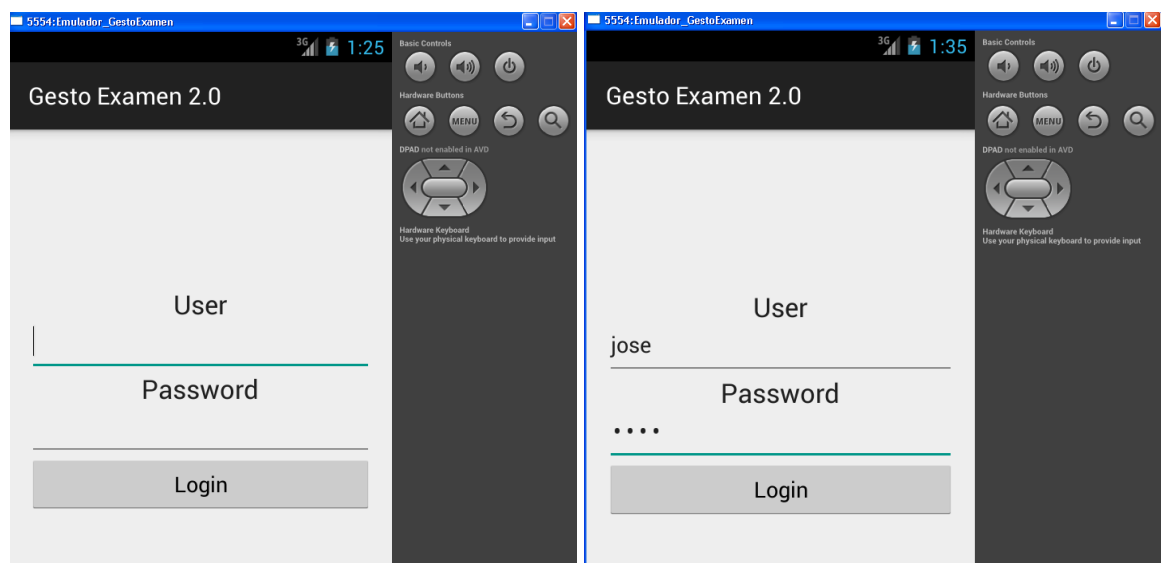 5554:Emulador_GestoExamen
3G 1:25
Gesto Examen 2.0
User
Password
Login
Basic Controls
Hardware Buttons
MENU
DPAD not enabled in AVD
Hardware Keyboard
Use your physical keyboard to provide input
5554:Emulador_GestoExamen
3G 1:35
Gesto Examen 2.0
User
jose
Password
••••
Login
Basic Controls
Hardware Buttons
MENU
DPAD not enabled in AVD
Hardware Keyboard
Use your physical keyboard to provide input